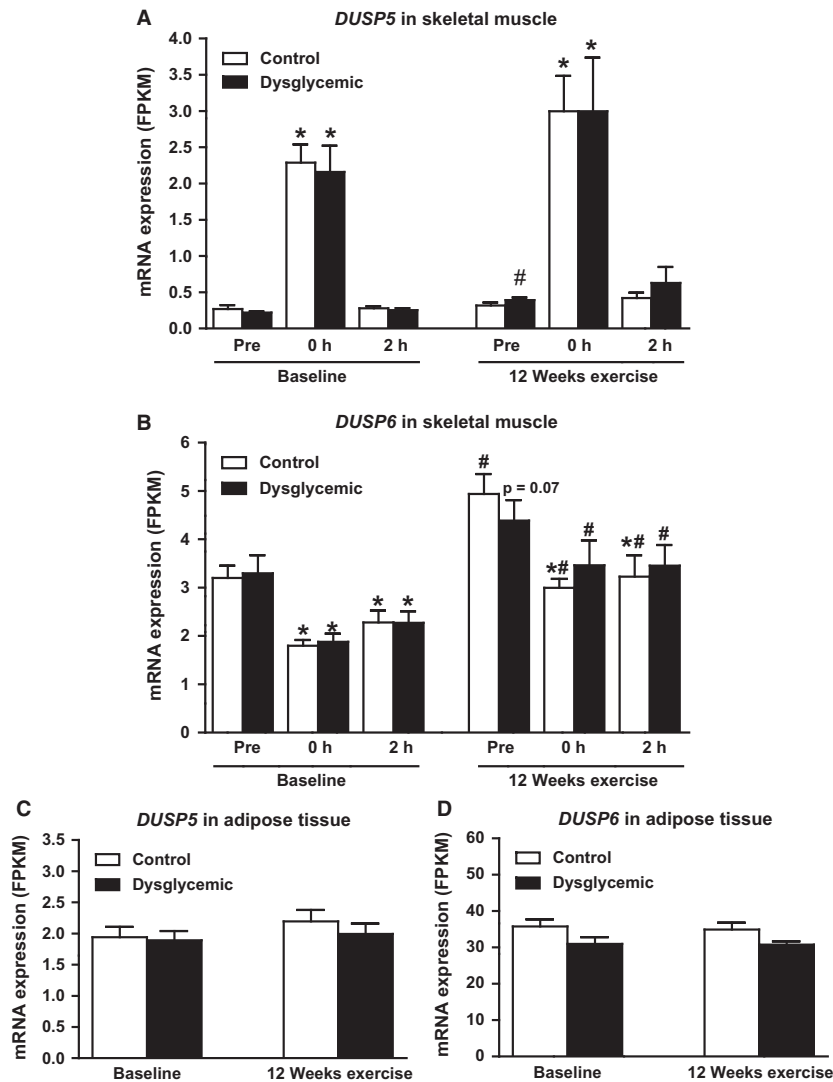 A
DUSP5 in skeletal muscle
mRNA expression (FPKM)
4.0
3.5
3.0
2.5
2.0
1.5
1.0
0.5
0.0
Control
Dysglycemic
* *
#
* *
Pre 0 h 2 h Pre 0 h 2 h
Baseline 12 Weeks exercise
B
DUSP6 in skeletal muscle
mRNA expression (FPKM)
6
5
4
3
2
1
0
Control
Dysglycemic
* * * *
#
p = 0.07
*# # *# #
Pre 0 h 2 h Pre 0 h 2 h
Baseline 12 Weeks exercise
C
DUSP5 in adipose tissue
mRNA expression (FPKM)
3.5
3.0
2.5
2.0
1.5
1.0
0.5
0.0
Control
Dysglycemic
Baseline 12 Weeks exercise
D
DUSP6 in adipose tissue
mRNA expression (FPKM)
60
50
40
30
20
10
0
Control
Dysglycemic
Baseline 12 Weeks exercise